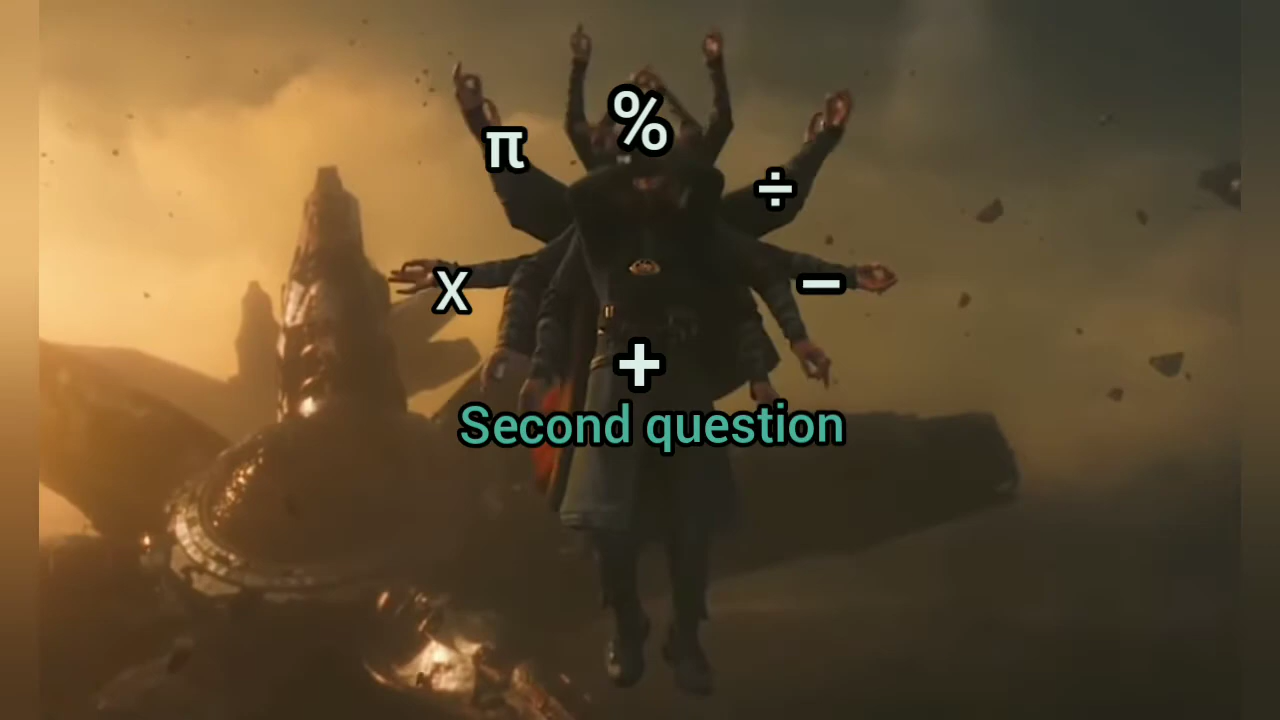 %
π
÷
x
−
+
Second question